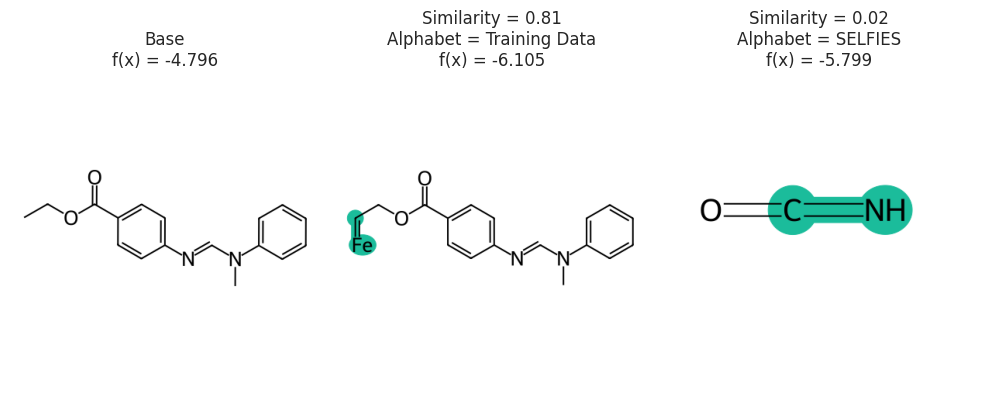 Base
f(x) = -4.796
Similarity = 0.81
Alphabet = Training Data
f(x) = -6.105
Similarity = 0.02
Alphabet = SELFIES
f(x) = -5.799
O
O
N
N
O
O
Fe
N
N
O
C
NH